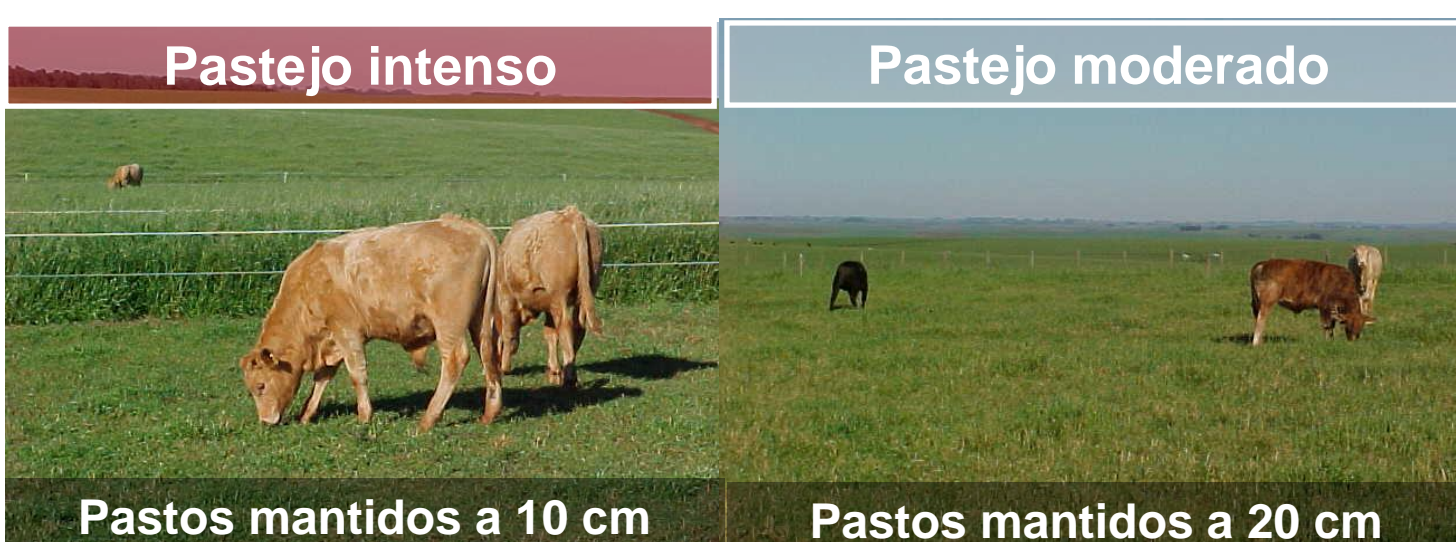 Pastejo intenso
Pastejo moderado
Pastos mantidos a 10 cm
Pastos mantidos a 20 cm